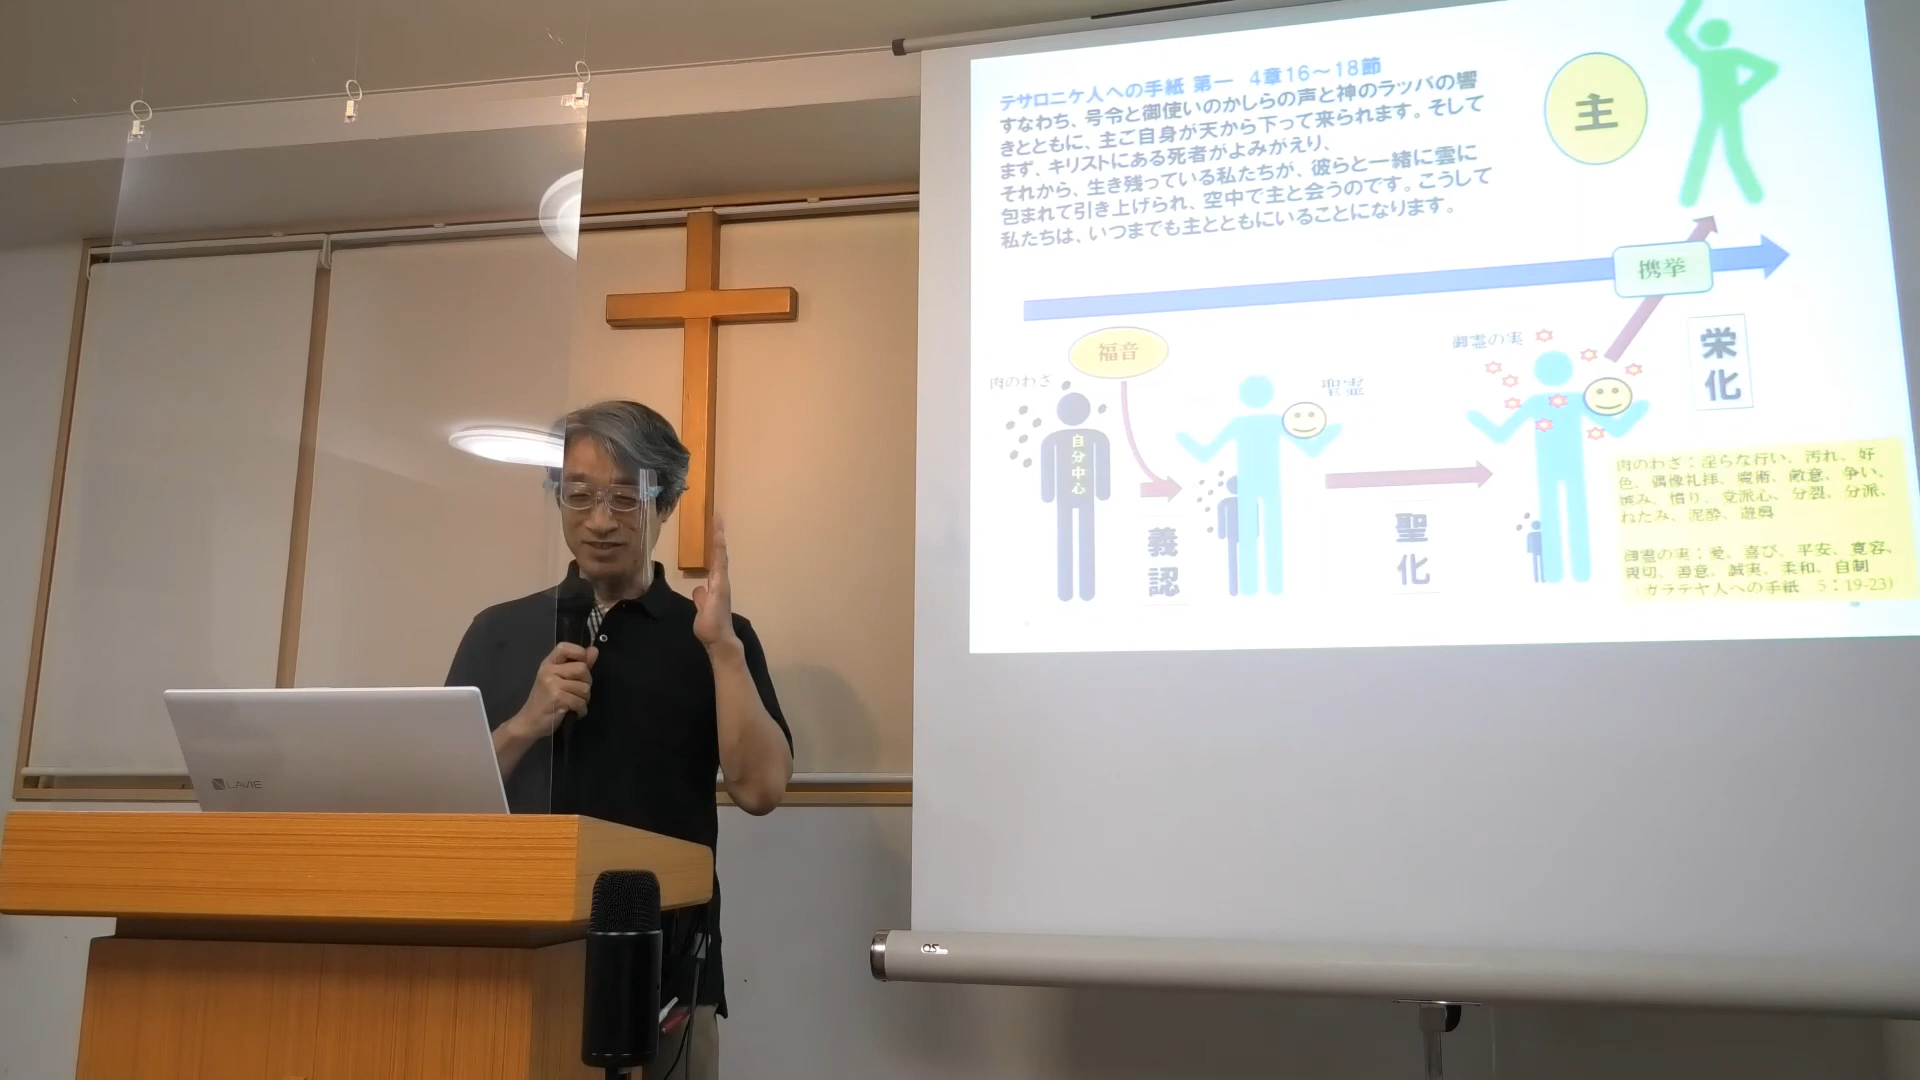 テサロニケ人への手紙 第一 4章16～18節
すなわち、号令と御使いのかしらの声と神のラッパの響
きとともに、主ご自身が天から下って来られます。そして
まず、キリストにある死者がよみがえり、
それから、生き残っている私たちが、彼らと一緒に雲に
包まれて引き上げられ、空中で主と会うのです。こうして
私たちは、いつまでも主とともにいることになります。
主
携挙
福音
肉のわざ
自分中心
義認
聖霊
聖化
御霊の実
栄化
肉のわざ：淫らな行い、汚れ、好
色、偶像礼拝、魔術、敵意、争い、
妬み、憤り、党派心、分裂、分派、
ねたみ、泥酔、遊興
御霊の実：愛、喜び、平安、寛容、
親切、善意、誠実、柔和、自制
（ガラテヤ人への手紙 5：19-23）
LAVIE
OS